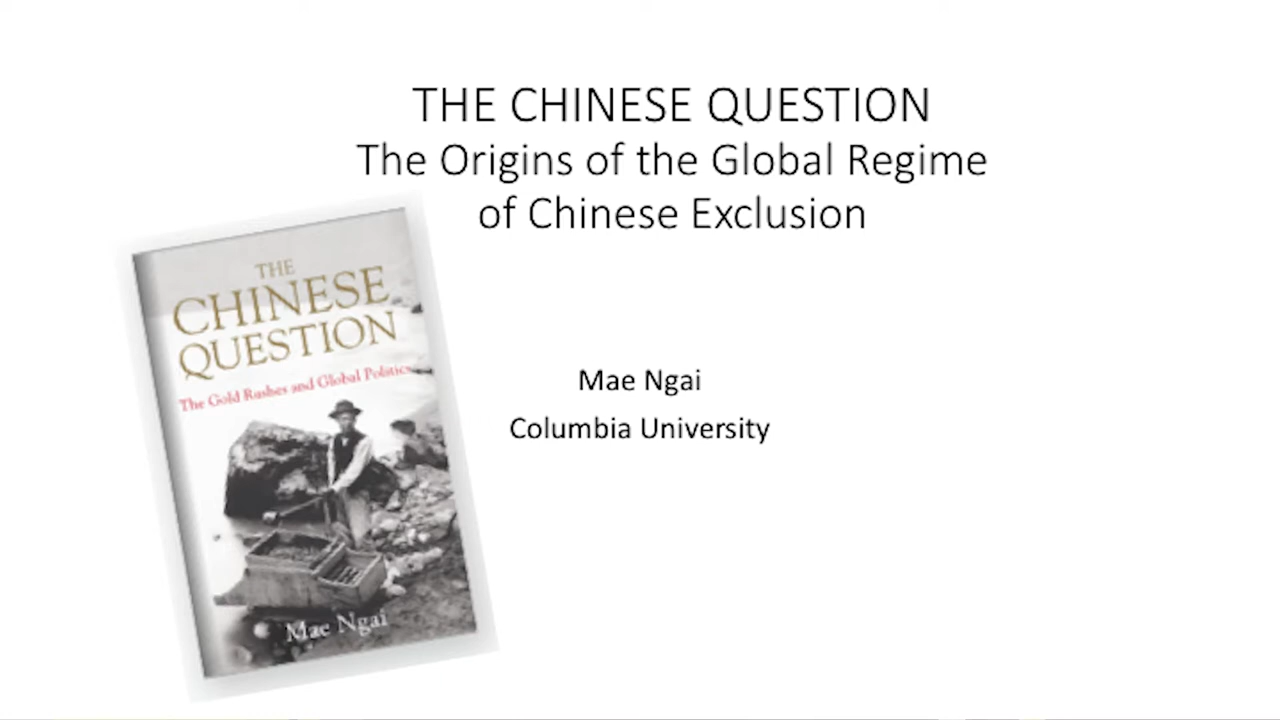 THE CHINESE QUESTION
The Origins of the Global Regime
of Chinese Exclusion
THE
CHINESE
QUESTION
The Gold Rushes and Global Politics
Mae Ngai
Mae Ngai
Columbia University